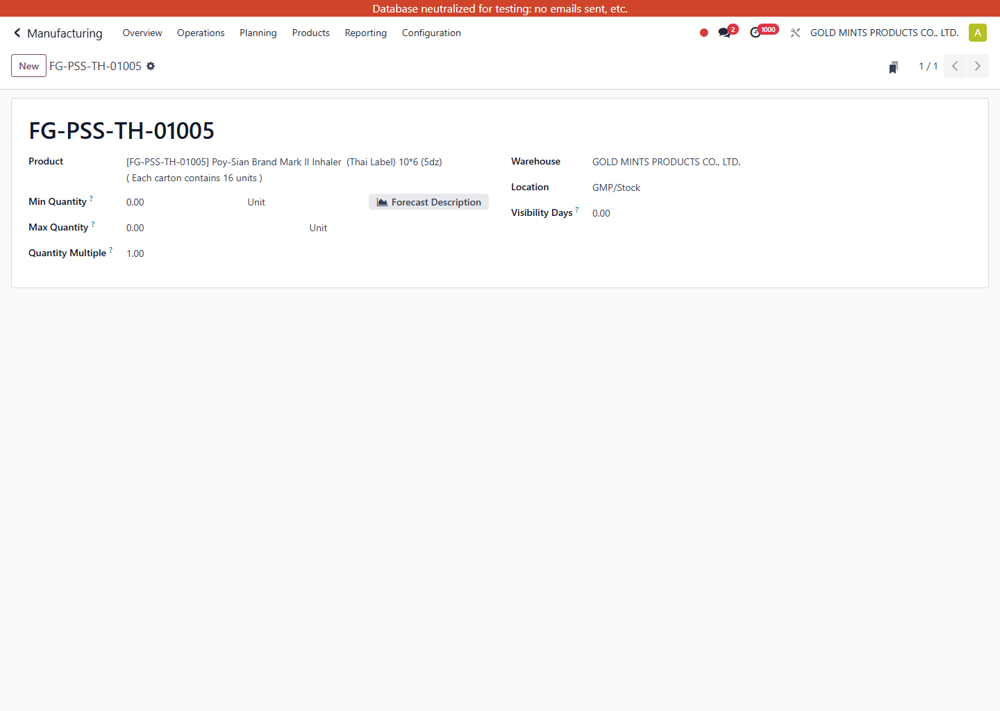 Database neutralized for testing: no emails sent, etc.
Manufacturing Overview Operations Planning Products Reporting Configuration 2 1000 GOLD MINTS PRODUCTS CO., LTD. A
New FG-PSS-TH-01005 1 / 1
FG-PSS-TH-01005
Product [FG-PSS-TH-01005] Poy-Sian Brand Mark II Inhaler (Thai Label) 10*6 (5dz)
( Each carton contains 16 units )
Min Quantity ? 0.00 Unit Forecast Description
Max Quantity ? 0.00 Unit
Quantity Multiple ? 1.00
Warehouse GOLD MINTS PRODUCTS CO., LTD.
Location GMP/Stock
Visibility Days ? 0.00